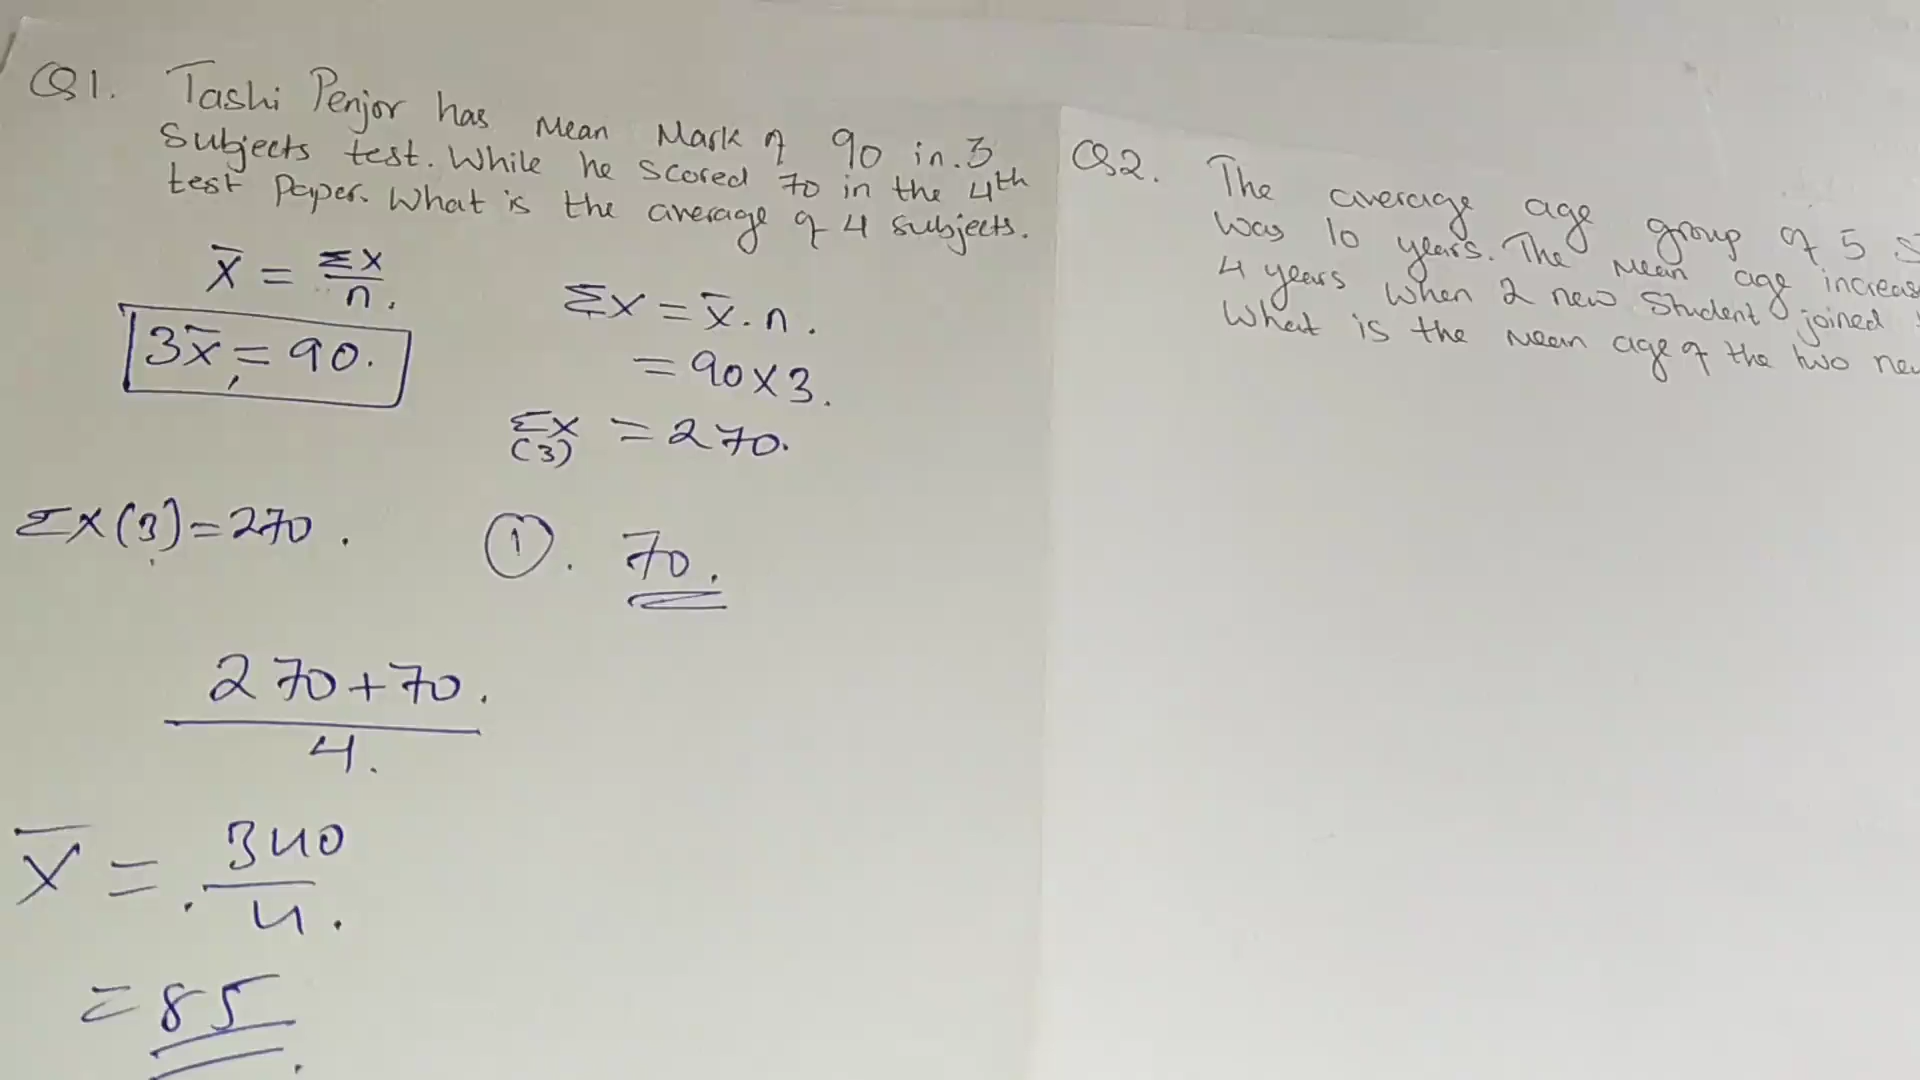 Q1. Tashi Penjor has Mean Mark of 90 in 3
Subjects test. While he scored 70 in the 4th
test paper. What is the average of 4 subjects.
x̄ = Σx/n.
3x̄ = 90.
Σx = x̄ . n .
= 90 x 3.
Σx (3) = 270.
Σx (3) = 270 .
① . 70.
270 + 70 .
4.
x̄ = 340
4 .
= 85
Q2. The average age group of 5
was 10 years. The Mean age increas
4 years when 2 new Student joined
What is the mean age of the two new